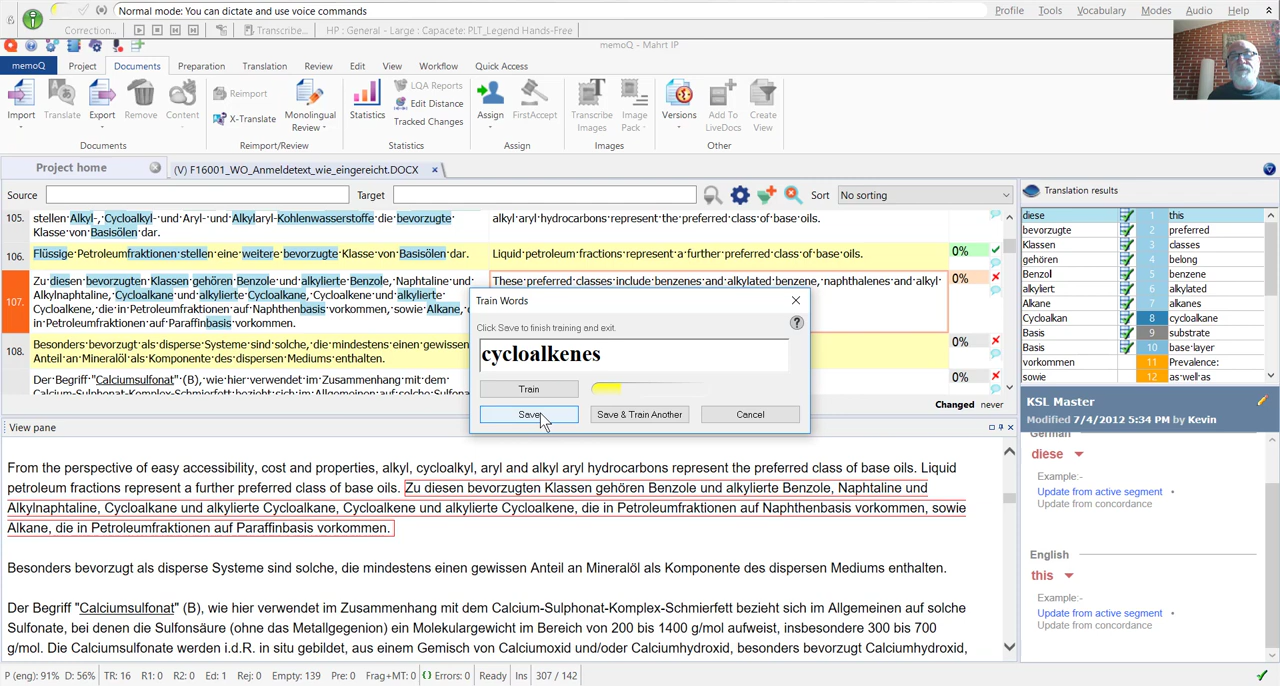 Normal mode: You can dictate and use voice commands
Profile Tools Vocabulary Modes Audio Help
Correction... Transcribe... HP : General - Large : Capacete: PLT_Legend Hands-Free
memoQ - Mahrt IP
memoQ Project Documents Preparation Translation Review Edit View Workflow Quick Access
Import Translate Export Remove Content
Reimport
X-Translate
Monolingual Review
Statistics
LQA Reports
Edit Distance
Tracked Changes
Assign FirstAccept
Transcribe Images
Image Pack
Versions
Add To LiveDocs
Create View
Documents Reimport/Review Statistics Assign Images Other
Project home (V) F16001_WO_Anmeldetext_wie_eingereicht.DOCX
Source Target Sort No sorting
105. stellen·Alkyl-,·Cycloalkyl·-und·Aryl-·und·Alkylaryl-Kohlenwasserstoffe·die·bevorzugte·
Klasse·von·Basisölen·dar.
alkyl·aryl·hydrocarbons·represent·the·preferred·class·of·base·oils.
106. Flüssige·Petroleumfraktionen·stellen·eine·weitere·bevorzugte·Klasse·von·Basisölen·dar.
Liquid·petroleum·fractions·represent·a·further·preferred·class·of·base·oils.
0%
107. Zu·diesen·bevorzugten·Klassen·gehören·Benzole·und·alkylierte·Benzole,·Naphtaline·und·
Alkylnaphtaline,·Cycloalkane·und·alkylierte·Cycloalkane,·Cycloalkene·und·alkylierte·
Cycloalkene,·die·in·Petroleumfraktionen·auf·Naphthenbasis·vorkommen,·sowie·Alkane,·die·
in·Petroleumfraktionen·auf·Paraffinbasis·vorkommen.
These·preferred·classes·include·benzenes·and·alkylated·benzene,·naphthalenes·and·alkyl·
0%
108. Besonders·bevorzugt·als·disperse·Systeme·sind·solche,·die·mindestens·einen·gewissen·
Anteil·an·Mineralöl·als·Komponente·des·dispersen·Mediums·enthalten.
0%
Der·Begriff·"Calciumsulfonat"·(B),·wie·hier·verwendet·im·Zusammenhang·mit·dem·
Calcium-Sulphonat-Komplex-Schmierfett·bezieht·sich·im·Allgemeinen·auf·solche·
0%
Changed never
Train Words
Click Save to finish training and exit.
cycloalkenes
Train
Save Save & Train Another Cancel
Translation results
diese 1 this
bevorzugte 2 preferred
Klassen 3 classes
gehören 4 belong
Benzol 5 benzene
alkyliert 6 alkylated
Alkane 7 alkanes
Cycloalkan 8 cycloalkane
Basis 9 substrate
Basis 10 base·layer
vorkommen 11 Prevalence:
sowie 12 as·well·as
KSL Master
Modified 7/4/2012 5:34 PM by Kevin
German
diese
Example:-
Update from active segment
Update from concordance
English
this
Example:-
Update from active segment
Update from concordance
View pane
From the perspective of easy accessibility, cost and properties, alkyl, cycloalkyl, aryl and alkyl aryl hydrocarbons represent the preferred class of base oils. Liquid
petroleum fractions represent a further preferred class of base oils. Zu diesen bevorzugten Klassen gehören Benzole und alkylierte Benzole, Naphtaline und
Alkylnaphtaline, Cycloalkane und alkylierte Cycloalkane, Cycloalkene und alkylierte Cycloalkene, die in Petroleumfraktionen auf Naphthenbasis vorkommen, sowie
Alkane, die in Petroleumfraktionen auf Paraffinbasis vorkommen.
Besonders bevorzugt als disperse Systeme sind solche, die mindestens einen gewissen Anteil an Mineralöl als Komponente des dispersen Mediums enthalten.
Der Begriff "Calciumsulfonat" (B), wie hier verwendet im Zusammenhang mit dem Calcium-Sulphonat-Komplex-Schmierfett bezieht sich im Allgemeinen auf solche
Sulfonate, bei denen die Sulfonsäure (ohne das Metallgegenion) ein Molekulargewicht im Bereich von 200 bis 1400 g/mol aufweist, insbesondere 300 bis 700
g/mol. Die Calciumsulfonate werden i.d.R. in situ gebildet, aus einem Gemisch von Calciumoxid und/oder Calciumhydroxid, besonders bevorzugt Calciumhydroxid,
P (eng): 91% D: 56% TR: 16 R1: 0 R2: 0 Ed: 1 Rej: 0 Empty: 139 Pre: 0 Frag+MT: 0 Errors: 0 Ready Ins 307 / 142